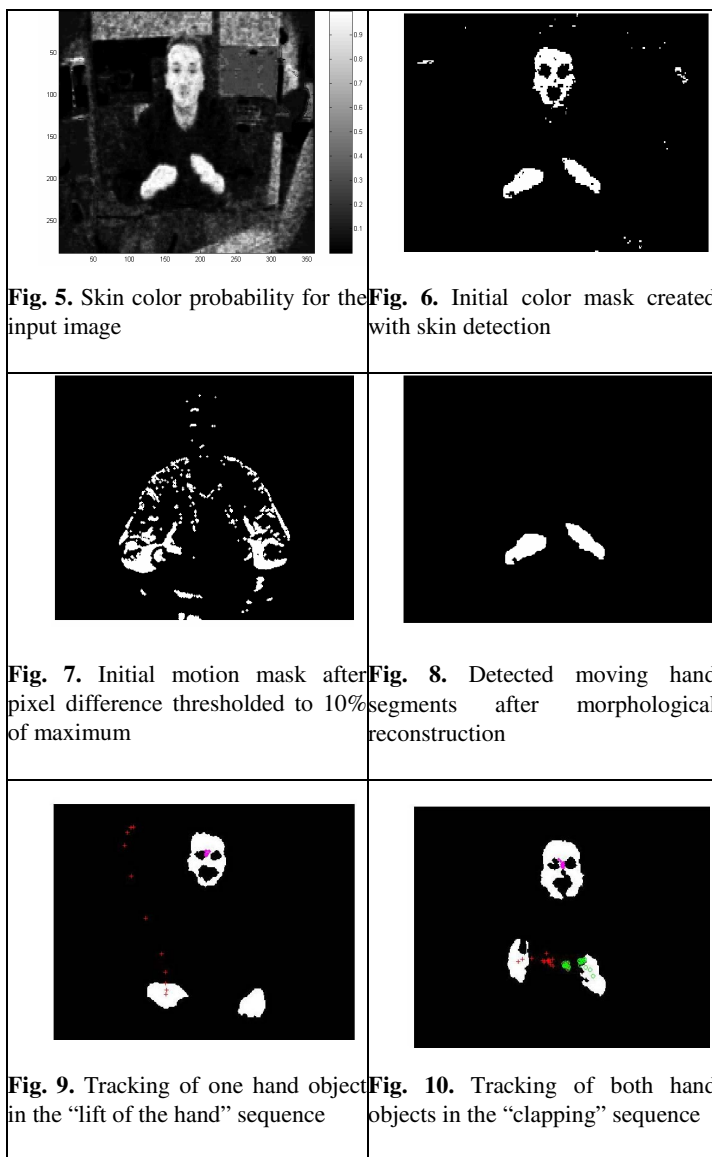 50
100
150
200
250
50 100 150 200 250 300 350
0.9
0.8
0.7
0.6
0.5
0.4
0.3
0.2
0.1
Fig. 5. Skin color probability for the
input image
Fig. 6. Initial color mask created
with skin detection
Fig. 7. Initial motion mask after
pixel difference thresholded to 10%
of maximum
Fig. 8. Detected moving hand
segments after morphological
reconstruction
Fig. 9. Tracking of one hand object
in the “lift of the hand” sequence
Fig. 10. Tracking of both hand
objects in the “clapping” sequence